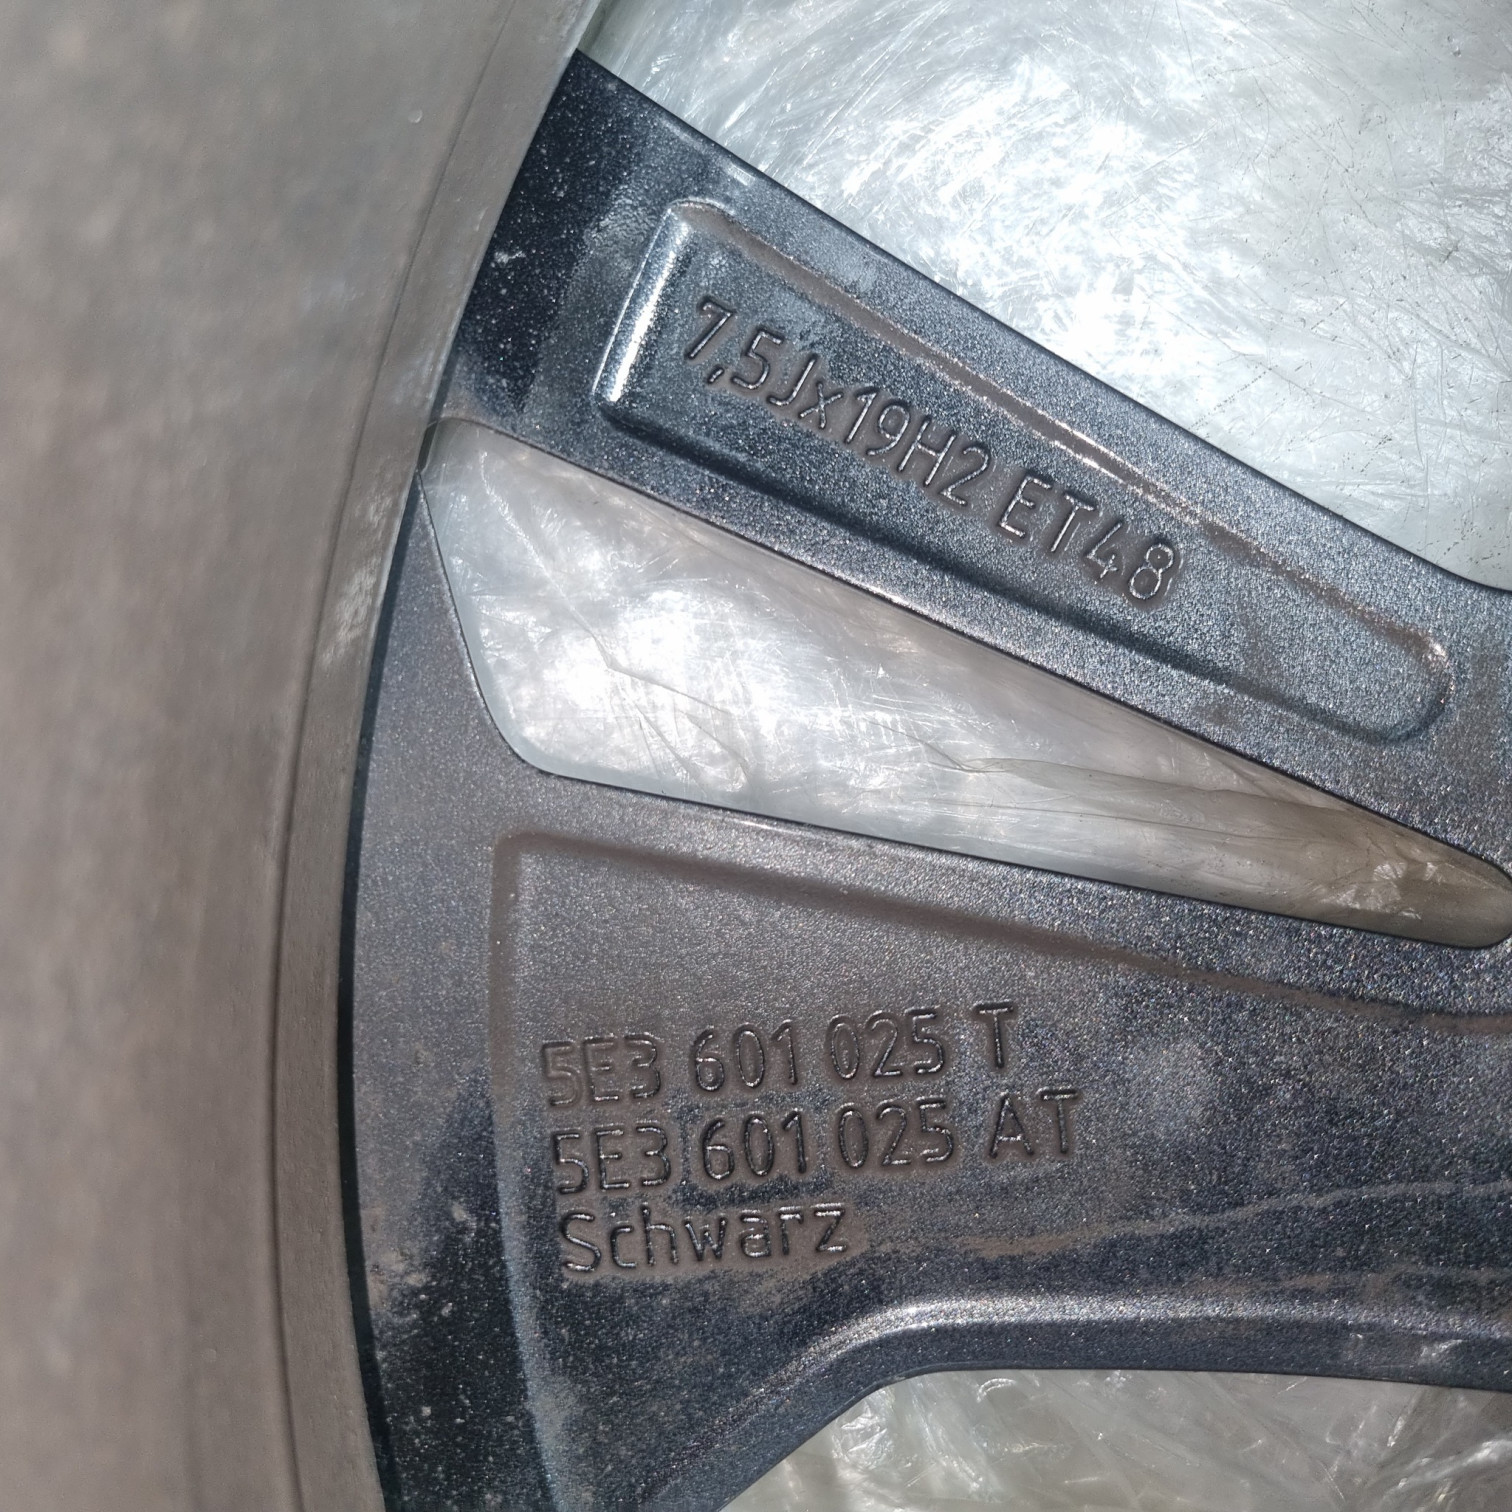 7,5Jx19H2 ET48
5E3 601 025 T
5E3 601 025 AT
Schwarz